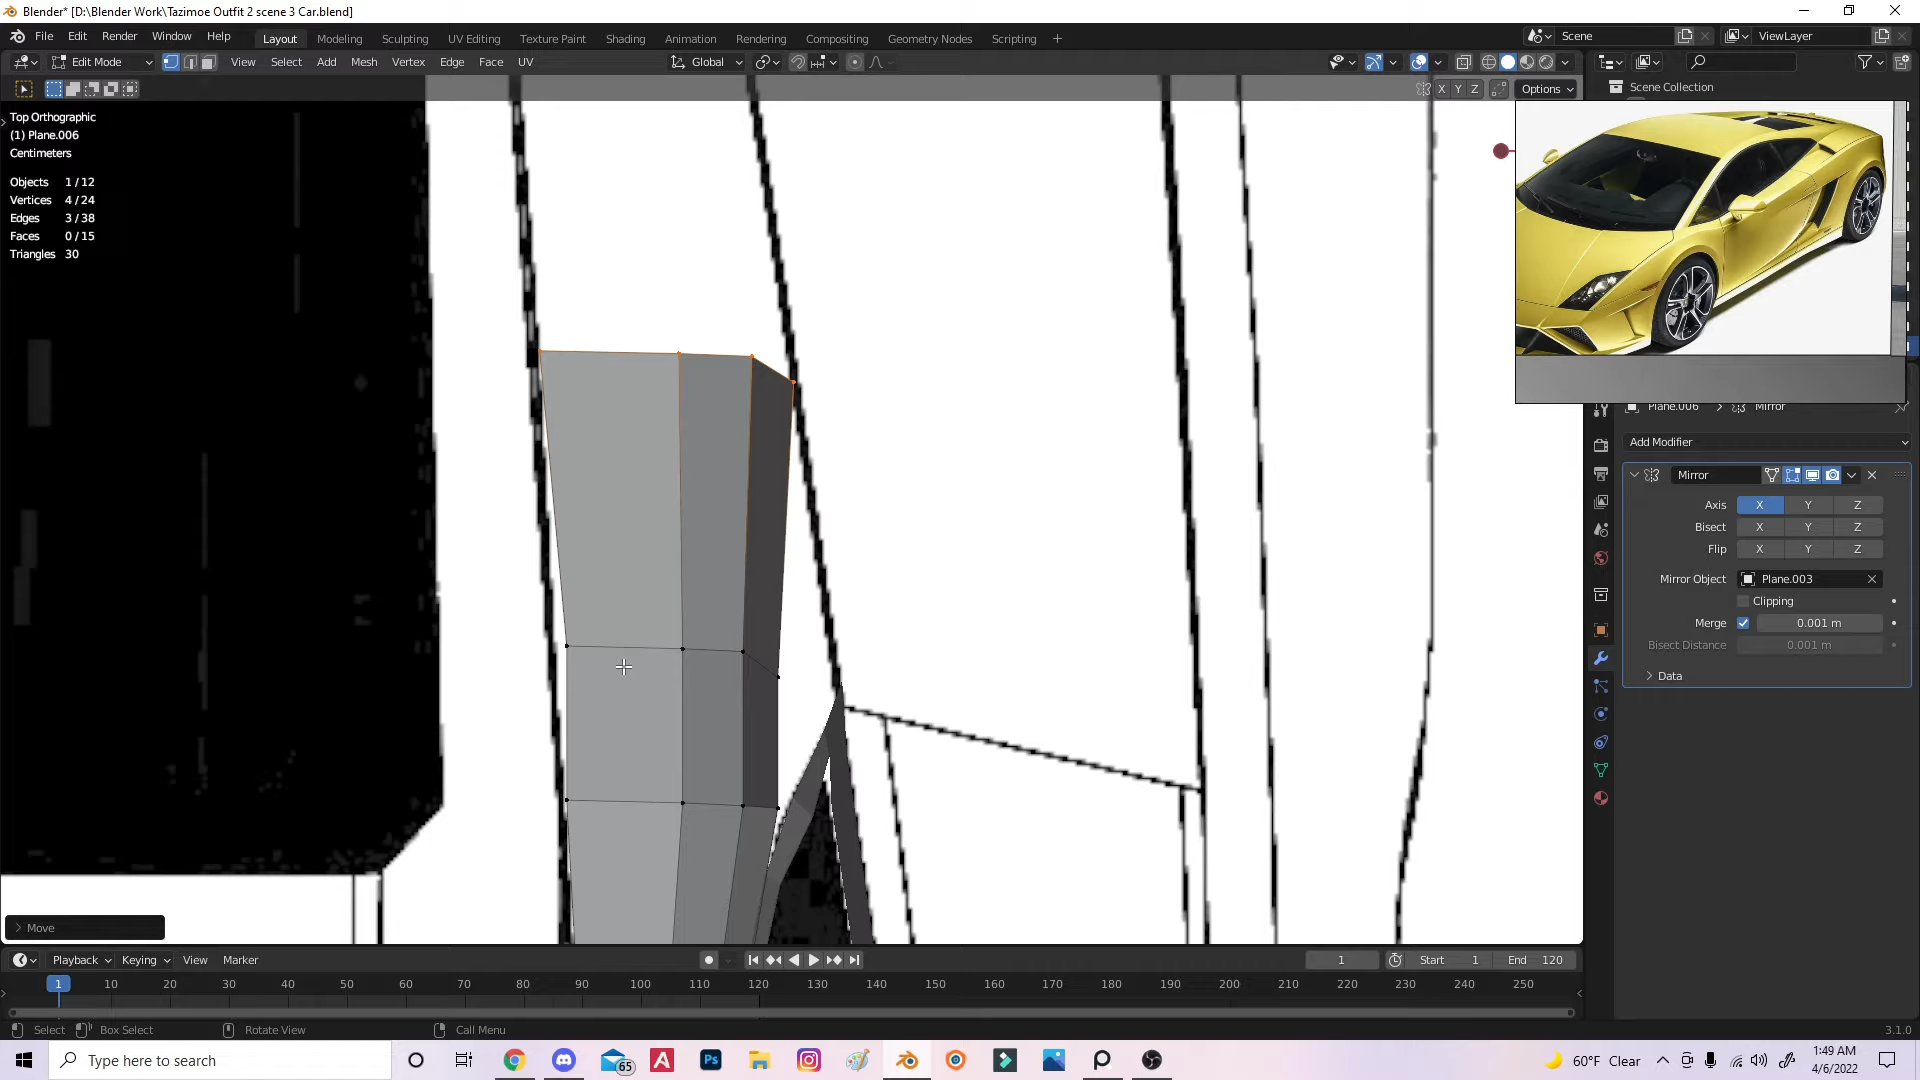 Blender* [D:\Blender Work\Tazimoe Outfit 2 scene 3 Car.blend]
File Edit Render Window Help Layout Modeling Sculpting UV Editing Texture Paint Shading Animation Rendering Compositing Geometry Nodes Scripting + Scene ViewLayer
Edit Mode View Select Add Mesh Vertex Edge Face UV Global
X Y Z Options Scene Collection
Top Orthographic
(1) Plane.006
Centimeters
Objects 1 / 12
Vertices 4 / 24
Edges 3 / 38
Faces 0 / 15
Triangles 30
Plane.006 > Mirror
Add Modifier
Mirror
Axis X Y Z
Bisect X Y Z
Flip X Y Z
Mirror Object Plane.003
Clipping
Merge 0.001 m
Bisect Distance 0.001 m
Data
Move
Playback Keying View Marker 1 Start 1 End 120
1 10 20 30 40 50 60 70 80 90 100 110 120 130 140 150 160 170 180 190 200 210 220 230 240 250
Select Box Select Rotate View Call Menu 3.1.0
Type here to search 65 Ps 60°F Clear 1:49 AM
4/6/2022